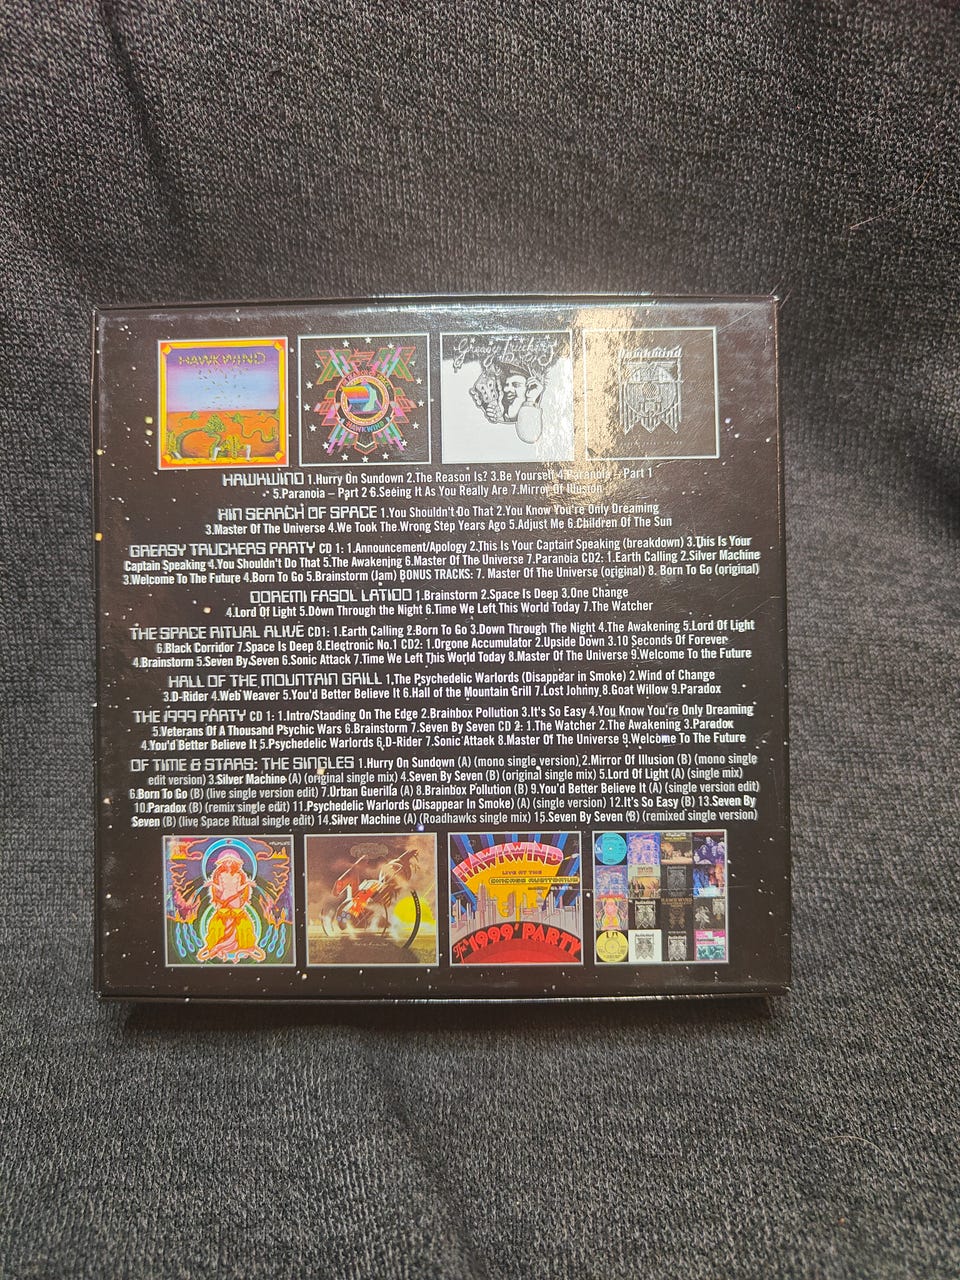 HAWKWIND
Greasy Truckers
Party
Hawkwind
HAWKWIND
HAWKWIND 1.Hurry On Sundown 2.The Reason Is? 3.Be Yourself 4.Paranoia – Part 1
5.Paranoia – Part 2 6.Seeing It As You Really Are 7.Mirror Of Illusion
XIN SEARCH OF SPACE 1.You Shouldn't Do That 2.You Know You're Only Dreaming
3.Master Of The Universe 4.We Took The Wrong Step Years Ago 5.Adjust Me 6.Children Of The Sun
GREASY TRUCKERS PARTY CD 1: 1.Announcement/Apology 2.This Is Your Captain Speaking (breakdown) 3.This Is Your
Captain Speaking 4.You Shouldn't Do That 5.The Awakening 6.Master Of The Universe 7.Paranoia CD2: 1.Earth Calling 2.Silver Machine
3.Welcome To The Future 4.Born To Go 5.Brainstorm (Jam) BONUS TRACKS: 7. Master Of The Universe (original) 8. Born To Go (original)
DOREMI FASOL LATIDO 1.Brainstorm 2.Space Is Deep 3.One Change
4.Lord Of Light 5.Down Through the Night 6.Time We Left This World Today 7.The Watcher
THE SPACE RITUAL ALIVE CD1: 1.Earth Calling 2.Born To Go 3.Down Through The Night 4.The Awakening 5.Lord Of Light
6.Black Corridor 7.Space Is Deep 8.Electronic No.1 CD2: 1.Orgone Accumulator 2.Upside Down 3.10 Seconds Of Forever
4.Brainstorm 5.Seven By Seven 6.Sonic Attack 7.Time We Left This World Today 8.Master Of The Universe 9.Welcome To the Future
HALL OF THE MOUNTAIN GRILL 1.The Psychedelic Warlords (Disappear in Smoke) 2.Wind of Change
3.D-Rider 4.Web Weaver 5.You'd Better Believe It 6.Hall of the Mountain Grill 7.Lost Johnny 8.Goat Willow 9.Paradox
THE 1999 PARTY CD 1: 1.Intro/Standing On The Edge 2.Brainbox Pollution 3.It's So Easy 4.You Know You're Only Dreaming
5.Veterans Of A Thousand Psychic Wars 6.Brainstorm 7.Seven By Seven CD 2: 1.The Watcher 2.The Awakening 3.Paradox
4.You'd Better Believe It 5.Psychedelic Warlords 6.D-Rider 7.Sonic Attack 8.Master Of The Universe 9.Welcome To The Future
OF TIME & STARS: THE SINGLES 1.Hurry On Sundown (A) (mono single version) 2.Mirror Of Illusion (B) (mono single
edit version) 3.Silver Machine (A) (original single mix) 4.Seven By Seven (B) (original single mix) 5.Lord Of Light (A) (single mix)
6.Born To Go (B) (live single version edit) 7.Urban Guerilla (A) 8.Brainbox Pollution (B) 9.You'd Better Believe It (A) (single version edit)
10.Paradox (B) (remix single edit) 11.Psychedelic Warlords (Disappear In Smoke) (A) (single version) 12.It's So Easy (B) 13.Seven By
Seven (B) (live Space Ritual single edit) 14.Silver Machine (A) (Roadhawks single mix) 15.Seven By Seven (B) (remixed single version)
HAWKWIND
LIVE AT THE
CHICAGO AUDITORIUM
The '1999' PARTY
HAWKWIND